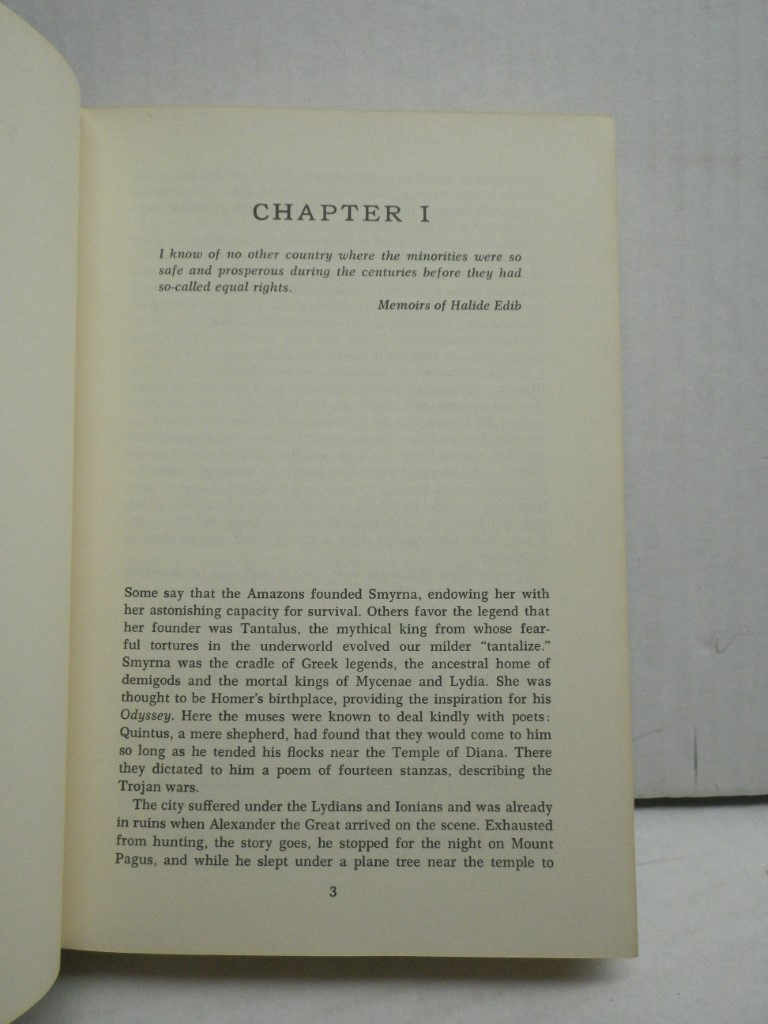 CHAPTER I
I know of no other country where the minorities were so
safe and prosperous during the centuries before they had
so-called equal rights.
Memoirs of Halide Edib
Some say that the Amazons founded Smyrna, endowing her with
her astonishing capacity for survival. Others favor the legend that
her founder was Tantalus, the mythical king from whose fear-
ful tortures in the underworld evolved our milder “tantalize.”
Smyrna was the cradle of Greek legends, the ancestral home of
demigods and the mortal kings of Mycenae and Lydia. She was
thought to be Homer’s birthplace, providing the inspiration for his
Odyssey. Here the muses were known to deal kindly with poets:
Quintus, a mere shepherd, had found that they would come to him
so long as he tended his flocks near the Temple of Diana. There
they dictated to him a poem of fourteen stanzas, describing the
Trojan wars.
The city suffered under the Lydians and Ionians and was already
in ruins when Alexander the Great arrived on the scene. Exhausted
from hunting, the story goes, he stopped for the night on Mount
Pagus, and while he slept under a plane tree near the temple to
3